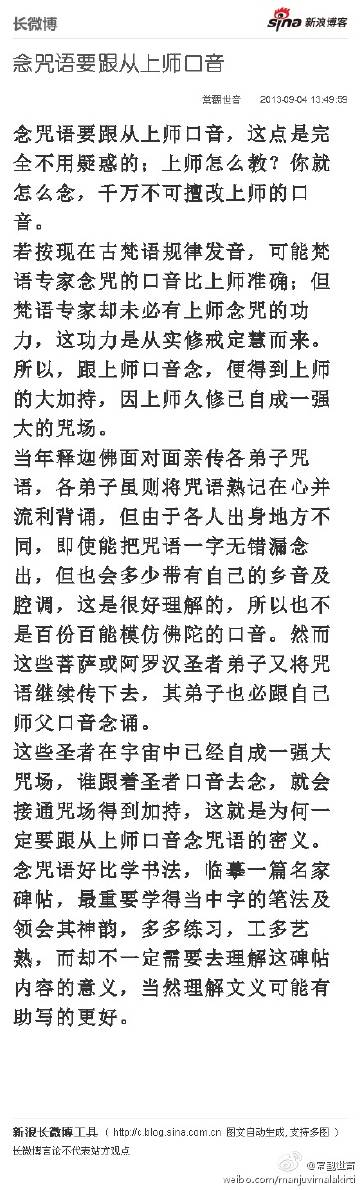 长微博
sina 新浪博客
念咒语要跟从上师口音
2013-09-04 13:49:59
念咒语要跟从上师口音，这点是完
全不用疑惑的；上师怎么教？你就
怎么念，千万不可擅改上师的口
音。
若按现在古梵语规律发音，可能梵
语专家念咒的口音比上师准确；但
梵语专家却未必有上师念咒的功
力，这功力是从实修戒定慧而来。
所以，跟上师口音念，便得到上师
的大加持，因上师久修已自成一强
大的咒场。
当年释迦佛面对面亲传各弟子咒
语，各弟子虽则将咒语熟记在心并
流利背诵，但由于各人出身地方不
同，即使能把咒语一字无错漏念
出，但也会多少带有自己的乡音及
腔调，这是很好理解的，所以也不
是百份百能模仿佛陀的口音。然而
这些菩萨或阿罗汉圣者弟子又将咒
语继续传下去，其弟子也必跟自己
师父口音念诵。
这些圣者在宇宙中已经自成一强大
咒场，谁跟着圣者口音去念，就会
接通咒场得到加持，这就是为何一
定要跟从上师口音念咒语的密义。
念咒语好比学书法，临摹一篇名家
碑帖，最重要学得当中字的笔法及
领会其神韵，多多练习，工多艺
熟，而却不一定需要去理解这碑帖
内容的意义，当然理解文义可能有
助写的更好。
新浪长微博工具（ http://c.blog.sina.com.cn 图文自动生成,支持多图 ）
长微博言论不代表站方观点
weibo.com/manjuvimalakirti